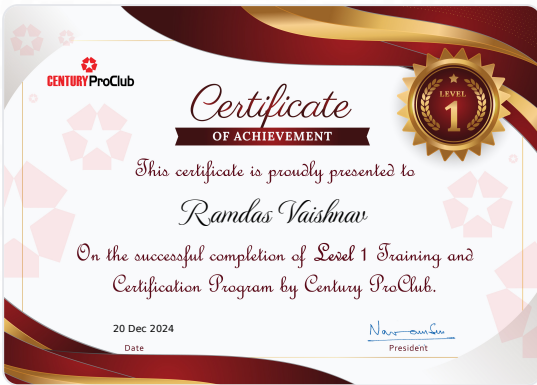 CENTURY ProClub
LEVEL
1
Certificate
OF ACHIEVEMENT
This certificate is proudly presented to
Ramdas Vaishnav
On the successful completion of Level 1 Training and
Certification Program by Century ProClub.
20 Dec 2024
Date
President